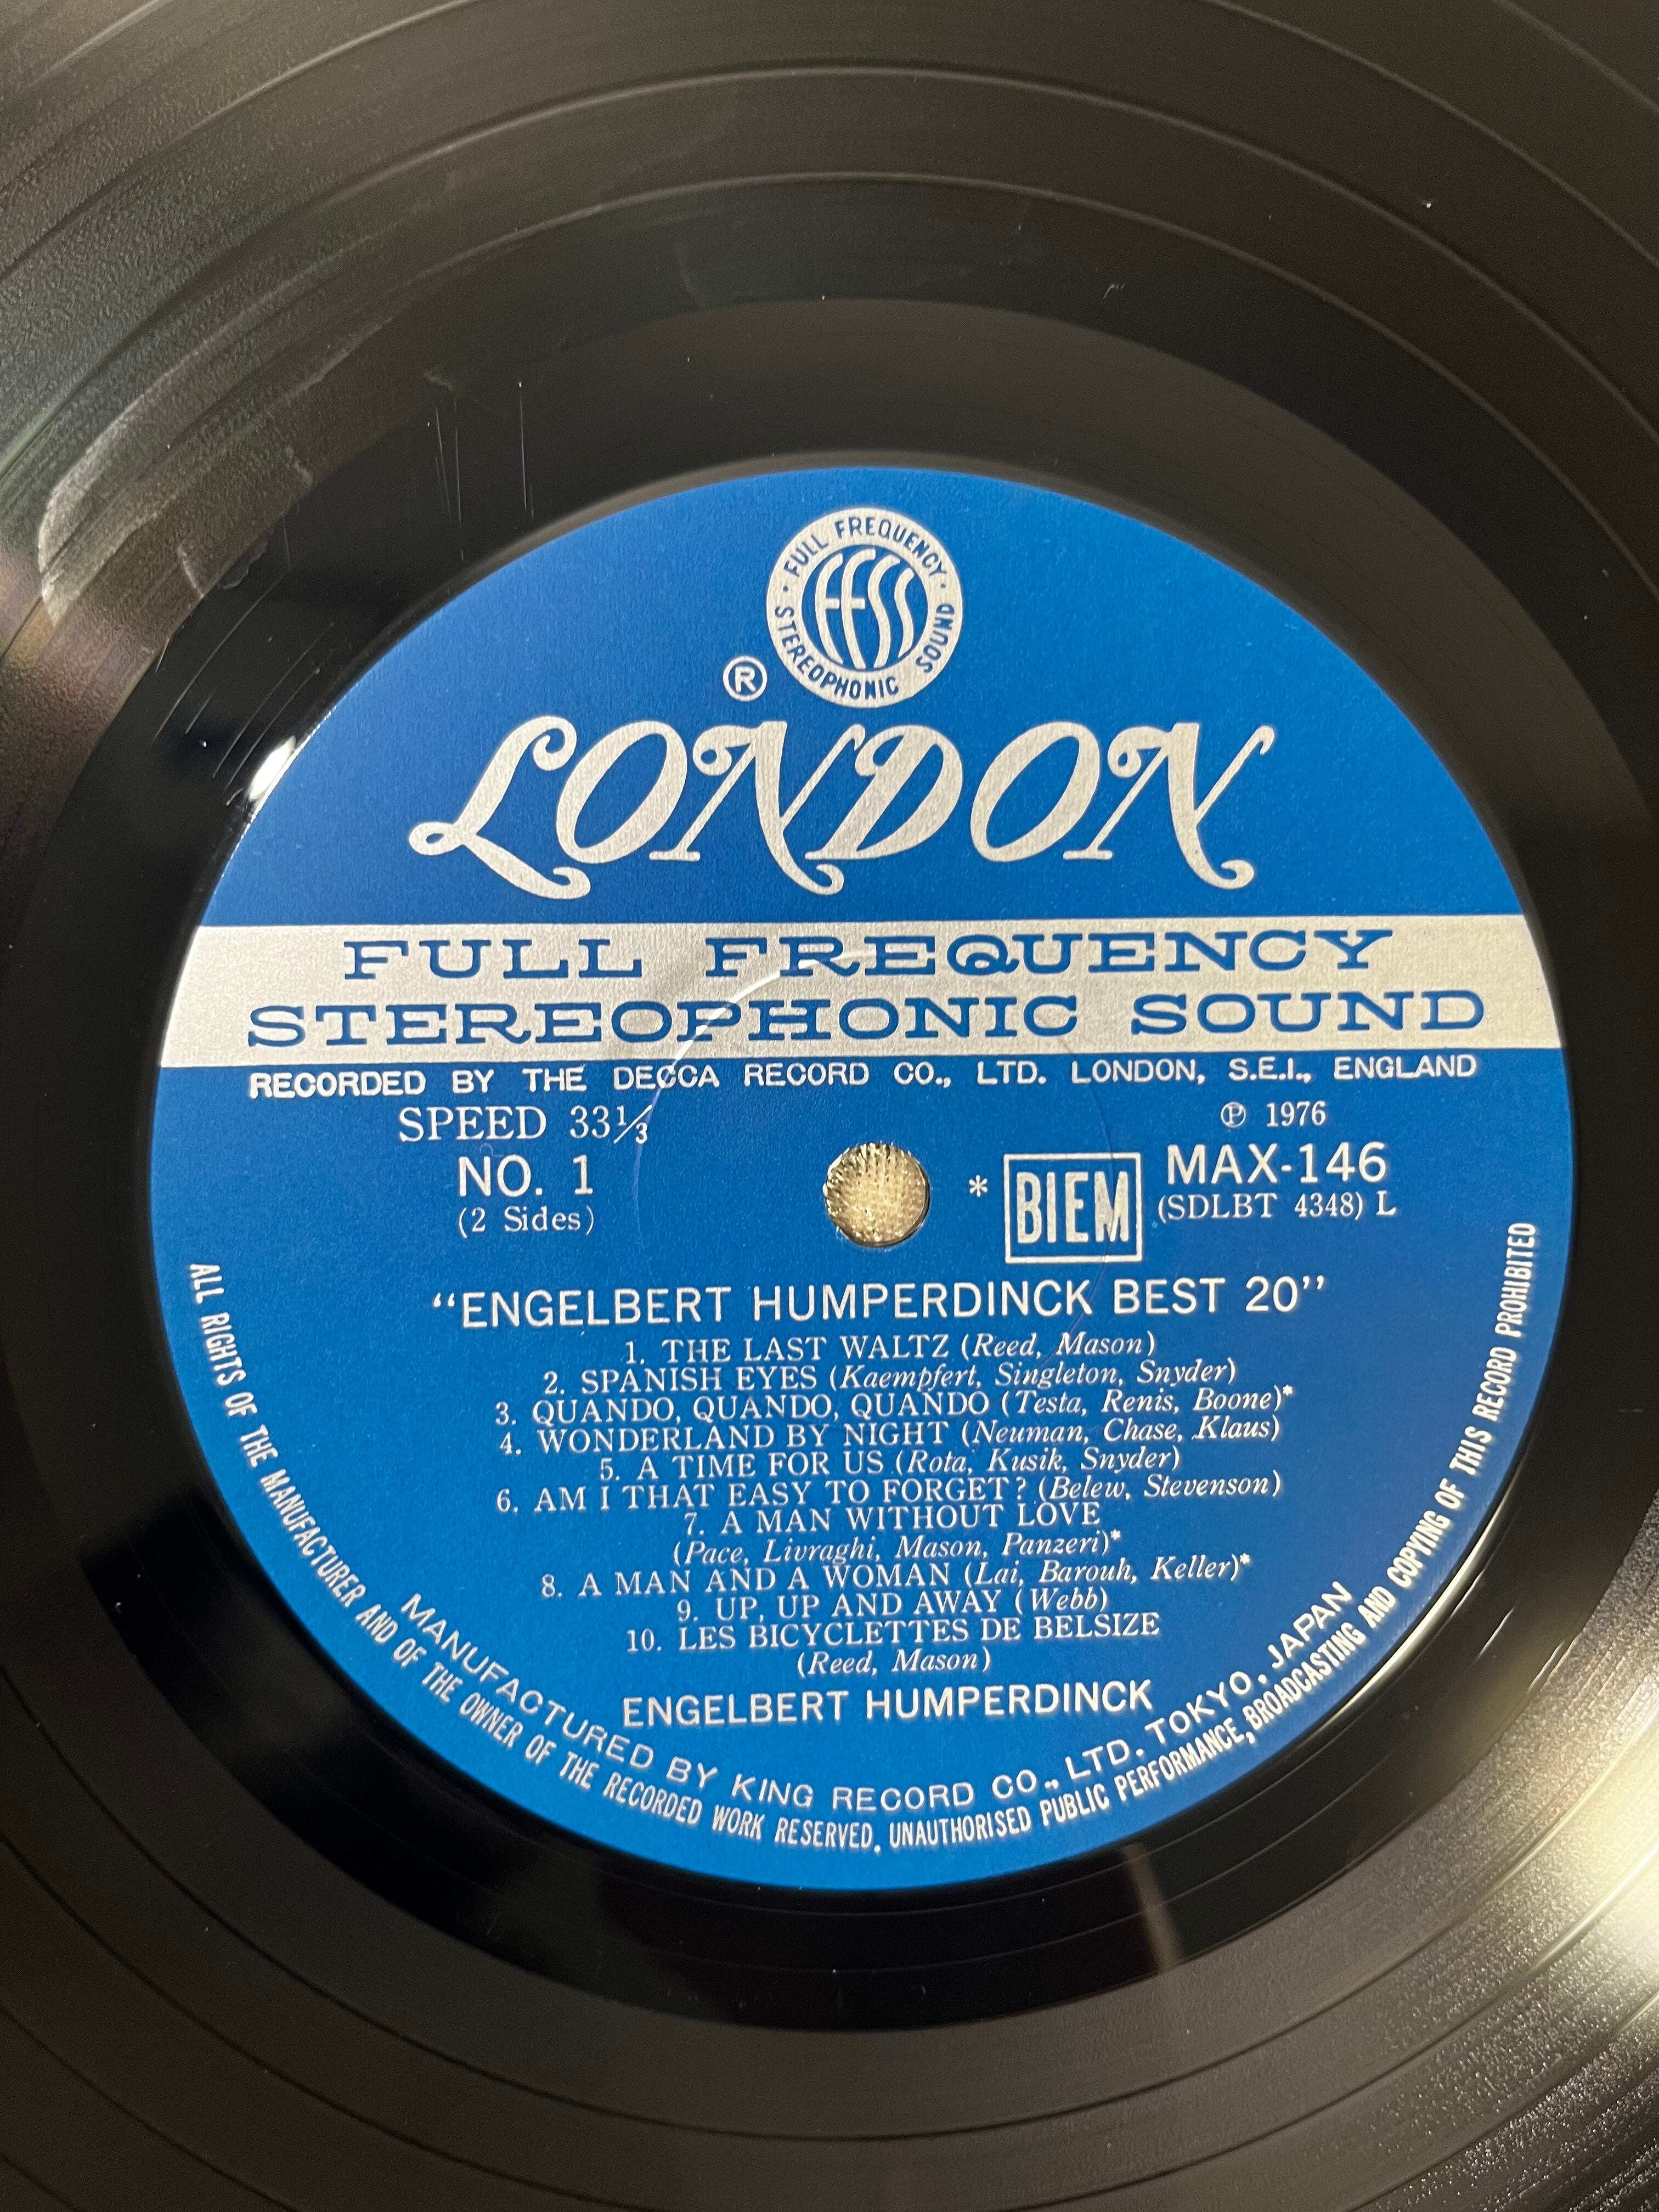 FULL FREQUENCY
STEREOPHONIC SOUND
FFSS
®
LONDON
FULL FREQUENCY
STEREOPHONIC SOUND
RECORDED BY THE DECCA RECORD CO., LTD. LONDON, S.E.I., ENGLAND
SPEED 33⅓
℗ 1976
NO. 1
* BIEM MAX-146
(2 Sides)
(SDLBT 4348) L
“ENGELBERT HUMPERDINCK BEST 20”
1. THE LAST WALTZ (Reed, Mason)
2. SPANISH EYES (Kaempfert, Singleton, Snyder)
3. QUANDO, QUANDO, QUANDO (Testa, Renis, Boone)*
4. WONDERLAND BY NIGHT (Neuman, Chase, Klaus)
5. A TIME FOR US (Rota, Kusik, Snyder)
6. AM I THAT EASY TO FORGET? (Belew, Stevenson)
7. A MAN WITHOUT LOVE
(Pace, Livraghi, Mason, Panzeri)*
8. A MAN AND A WOMAN (Lai, Barouh, Keller)*
9. UP, UP AND AWAY (Webb)
10. LES BICYCLETTES DE BELSIZE
(Reed, Mason)
ENGELBERT HUMPERDINCK
MANUFACTURED BY KING RECORD CO., LTD. TOKYO, JAPAN
ALL RIGHTS OF THE MANUFACTURER AND OF THE OWNER OF THE RECORDED WORK RESERVED. UNAUTHORISED PUBLIC PERFORMANCE, BROADCASTING AND COPYING OF THIS RECORD PROHIBITED